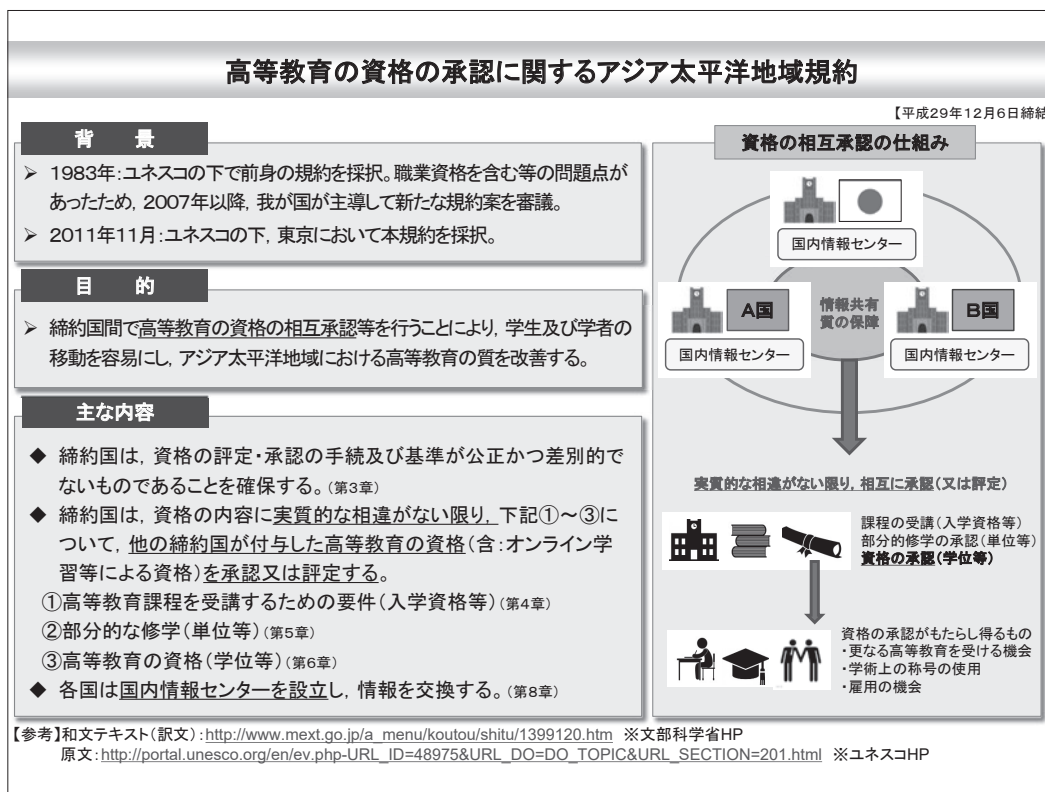 高等教育の資格の承認に関するアジア太平洋地域規約
【平成29年12月6日締結
背　景
➢ 1983年：ユネスコの下で前身の規約を採択。職業資格を含む等の問題点が
あったため，2007年以降，我が国が主導して新たな規約案を審議。
➢ 2011年11月：ユネスコの下，東京において本規約を採択。
目　的
➢ 締約国間で高等教育の資格の相互承認等を行うことにより，学生及び学者の
移動を容易にし，アジア太平洋地域における高等教育の質を改善する。
主な内容
◆ 締約国は，資格の評定・承認の手続及び基準が公正かつ差別的で
ないものであることを確保する。（第3章）
◆ 締約国は，資格の内容に実質的な相違がない限り，下記①～③に
ついて，他の締約国が付与した高等教育の資格（含：オンライン学
習等による資格）を承認又は評定する。
①高等教育課程を受講するための要件（入学資格等）（第4章）
②部分的な修学（単位等）（第5章）
③高等教育の資格（学位等）（第6章）
◆ 各国は国内情報センターを設立し，情報を交換する。（第8章）
資格の相互承認の仕組み
国内情報センター
A国
国内情報センター
情報共有
質の保障
B国
国内情報センター
実質的な相違がない限り，相互に承認（又は評定）
課程の受講（入学資格等）
部分的修学の承認（単位等）
資格の承認（学位等）
資格の承認がもたらし得るもの
・更なる高等教育を受ける機会
・学術上の称号の使用
・雇用の機会
【参考】和文テキスト（訳文）：http://www.mext.go.jp/a_menu/koutou/shitu/1399120.htm ※文部科学省HP
原文：http://portal.unesco.org/en/ev.php-URL_ID=48975&URL_DO=DO_TOPIC&URL_SECTION=201.html ※ユネスコHP